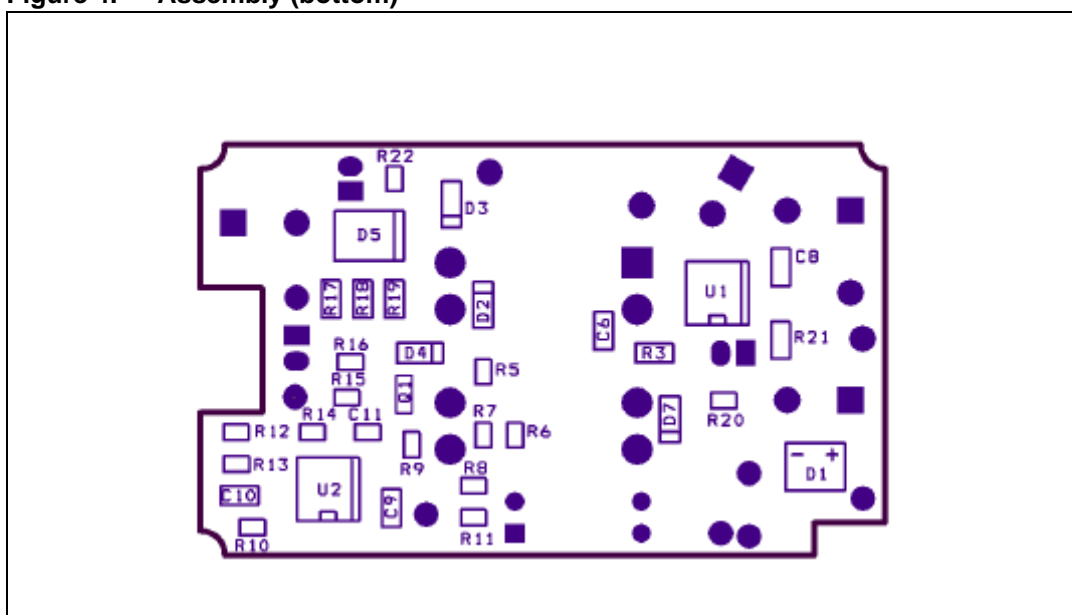 Figure 4. Assembly (bottom)
R22
D3
D5
C8
U1
R17 R18 R19
D2
C6
R16
D4
R3
R21
R15
Q1
R5
R14 C11
R7
D7
R20
R12
R6
R9
R8
R13
- +
D1
U2
C10
C9
R10
R11